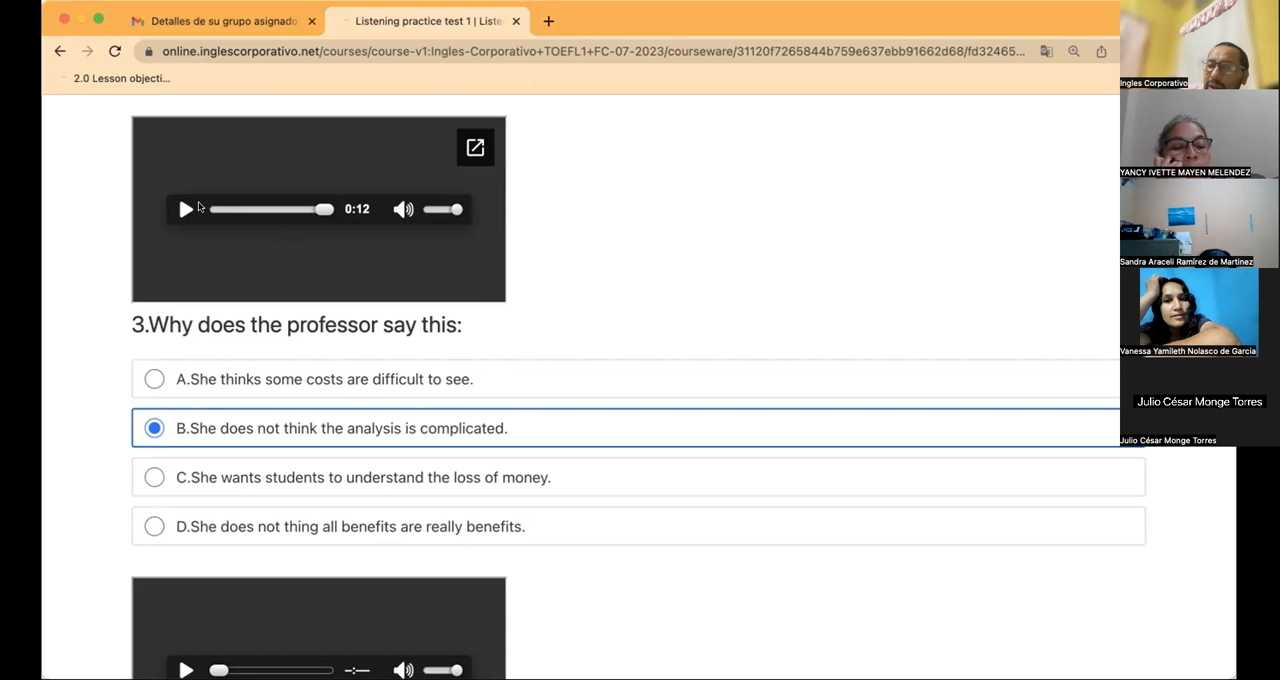 Detalles de su grupo asignado
Listening practice test 1 | Liste
online.inglescorporativo.net/courses/course-v1:Ingles-Corporativo+TOEFL1+FC-07-2023/courseware/31120f7265844b759e637ebb91662d68/fd32465...
2.0 Lesson objecti...
0:12
3.Why does the professor say this:
A.She thinks some costs are difficult to see.
B.She does not think the analysis is complicated.
C.She wants students to understand the loss of money.
D.She does not thing all benefits are really benefits.
-:--
Ingles Corporativo
YANCY IVETTE MAYEN MELENDEZ
Sandra Araceli Ramírez de Martinez
Vanessa Yamileth Nolasco de Garcia
Julio César Monge Torres
Julio César Monge Torres